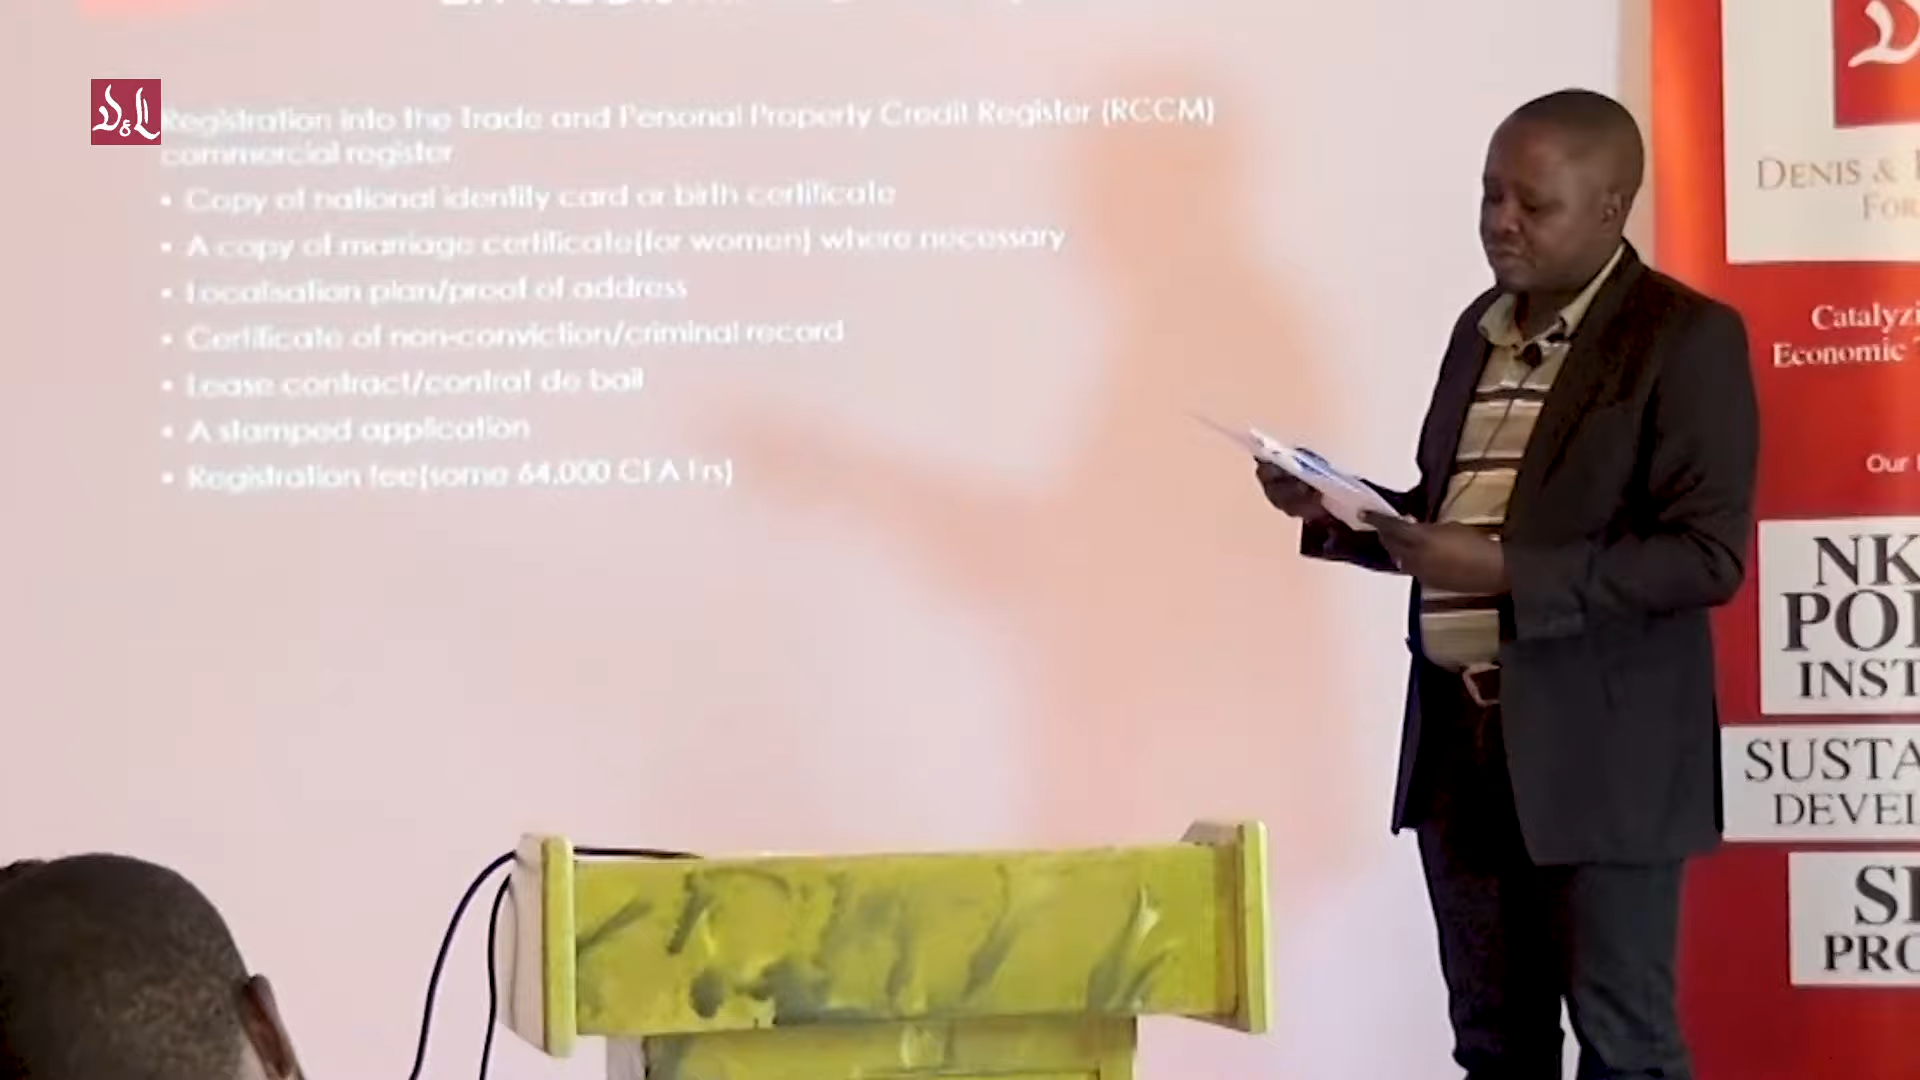 D&L
Registration into the Trade and Personal Property Credit Register (RCCM)
commercial register
• Copy of national identity card or birth certificate
• A copy of marriage certificate(for women) where necessary
• Localisation plan/proof of address
• Certificate of non-conviction/criminal record
• Lease contract/contrat de bail
• A stamped application
• Registration fee(some 64,000 CFA Frs)
DENIS &
FOR
Catalyzi
Economic
Our
NK
PO
INST
SUSTA
DEVEL
PRO